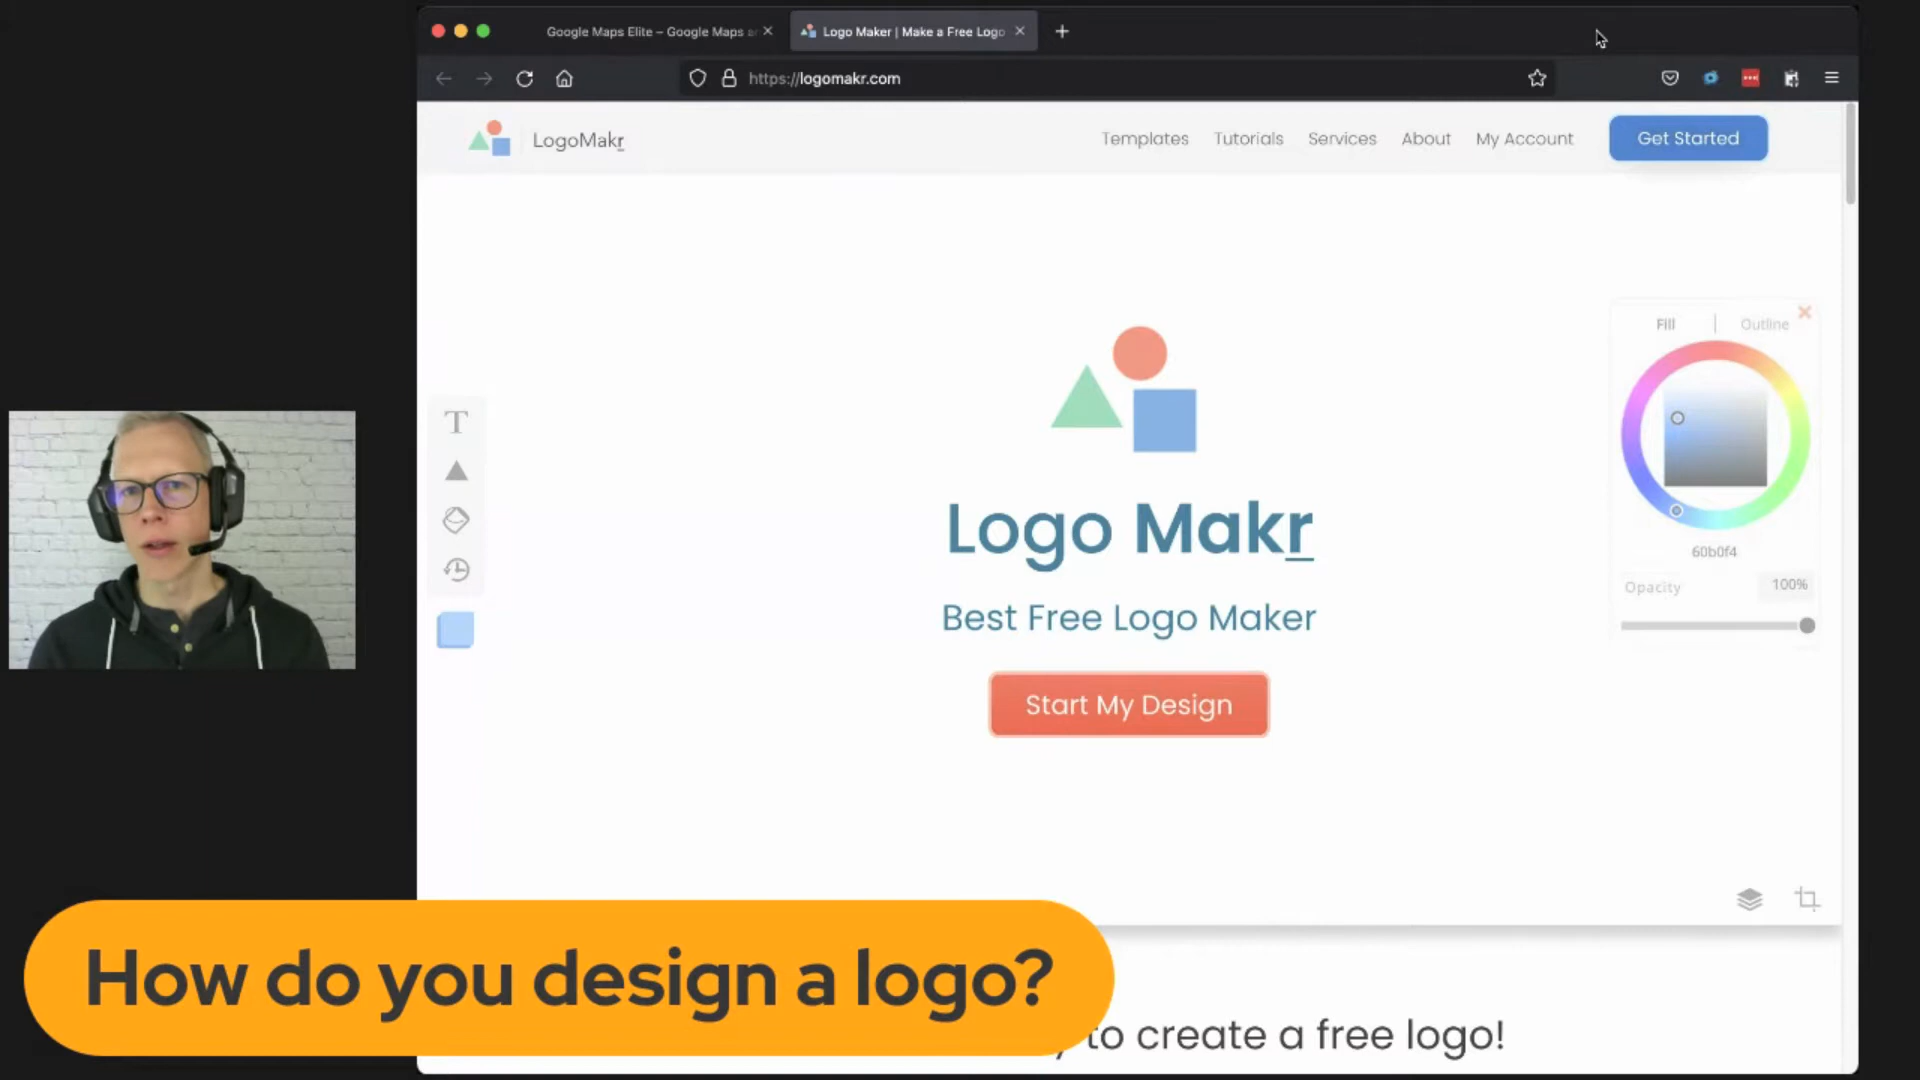 Google Maps Elite – Google Maps a
Logo Maker | Make a Free Logo
https://logomakr.com
LogoMakr
Templates
Tutorials
Services
About
My Account
Get Started
Fill
Outline
T
Logo Makr
60b0f4
Opacity
100%
Best Free Logo Maker
Start My Design
How do you design a logo?
to create a free logo!